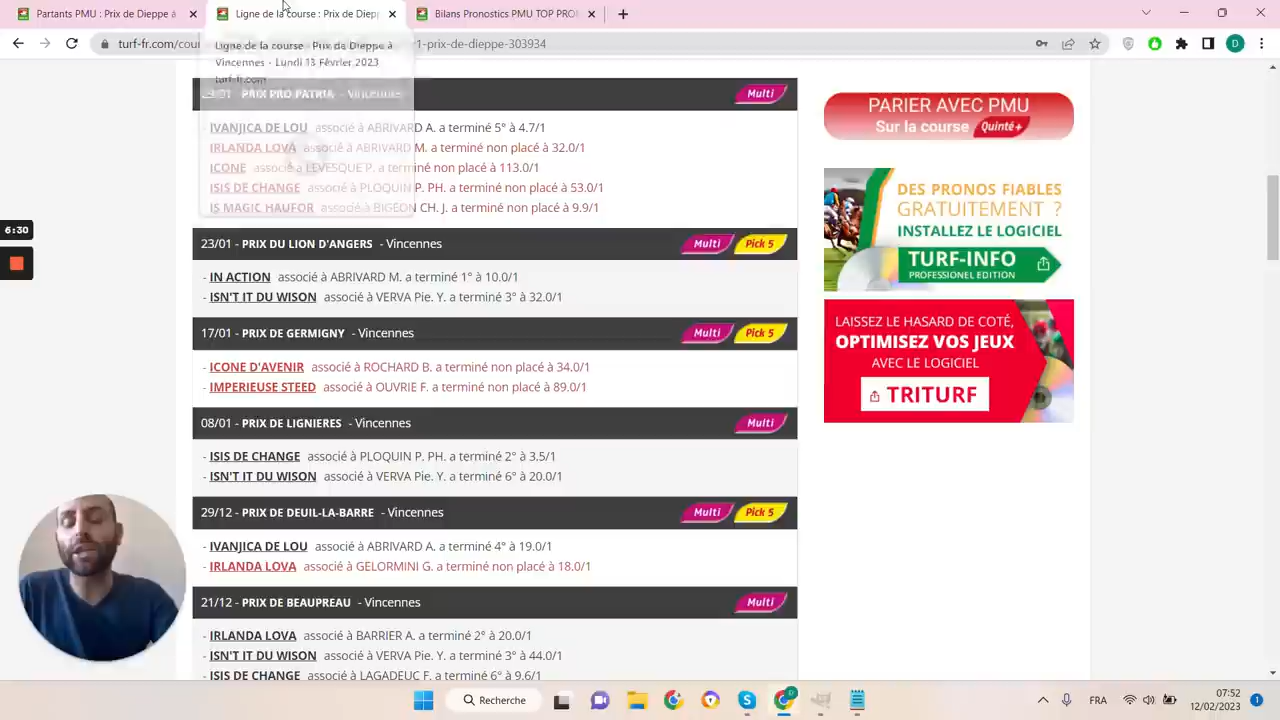 Ligne de la course - Prix de Diep
ANNONCES PMU TOP PRO
turf-fr.com/cou
1-prix-de-dieppe-303934
D
Ligne de la course - Prix de Dieppe à
Vincennes - Lundi 13 Février 2023
turf-fr.com
PRIX PRO PATRIA - Vincennes
Multi
- IVANJICA DE LOU associé à ABRIVARD A. a terminé 5° à 4.7/1
- IRLANDA LOVA associé à ABRIVARD M. a terminé non placé à 32.0/1
- ICONE associé à LEVESQUE P. a terminé non placé à 113.0/1
- ISIS DE CHANGE associé à PLOQUIN P. PH. a terminé non placé à 53.0/1
- IS MAGIC HAUFOR associé à BIGEON CH. J. a terminé non placé à 9.9/1
23/01 - PRIX DU LION D'ANGERS - Vincennes
Multi
Pick 5
- IN ACTION associé à ABRIVARD M. a terminé 1° à 10.0/1
- ISN'T IT DU WISON associé à VERVA Pie. Y. a terminé 3° à 32.0/1
17/01 - PRIX DE GERMIGNY - Vincennes
Multi
Pick 5
- ICONE D'AVENIR associé à ROCHARD B. a terminé non placé à 34.0/1
- IMPERIEUSE STEED associé à OUVRIE F. a terminé non placé à 89.0/1
08/01 - PRIX DE LIGNIERES - Vincennes
Multi
- ISIS DE CHANGE associé à PLOQUIN P. PH. a terminé 2° à 3.5/1
- ISN'T IT DU WISON associé à VERVA Pie. Y. a terminé 6° à 20.0/1
29/12 - PRIX DE DEUIL-LA-BARRE - Vincennes
Multi
Pick 5
- IVANJICA DE LOU associé à ABRIVARD A. a terminé 4° à 19.0/1
- IRLANDA LOVA associé à GELORMINI G. a terminé non placé à 18.0/1
21/12 - PRIX DE BEAUPREAU - Vincennes
Multi
- IRLANDA LOVA associé à BARRIER A. a terminé 2° à 20.0/1
- ISN'T IT DU WISON associé à VERVA Pie. Y. a terminé 3° à 44.0/1
- ISIS DE CHANGE associé à LAGADEUC F. a terminé 6° à 9.6/1
PARIER AVEC PMU
Sur la course Quinté+
DES PRONOS FIABLES
GRATUITEMENT ?
INSTALLEZ LE LOGICIEL
TURF-INFO
PROFESSIONEL EDITION
LAISSEZ LE HASARD DE COTÉ,
OPTIMISEZ VOS JEUX
AVEC LE LOGICIEL
TRITURF
6:30
Recherche
FRA
07:52
12/02/2023